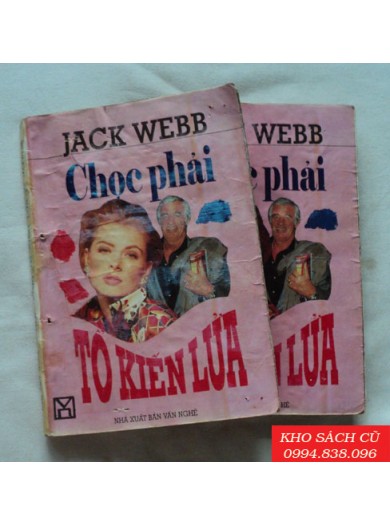 JACK WEBB
Chọc phải
TỔ KIẾN LỬA
NHÀ XUẤT BẢN VĂN NGHỆ
WEBB
phải
LỬA
KHO SÁCH CŨ
0994.838.096